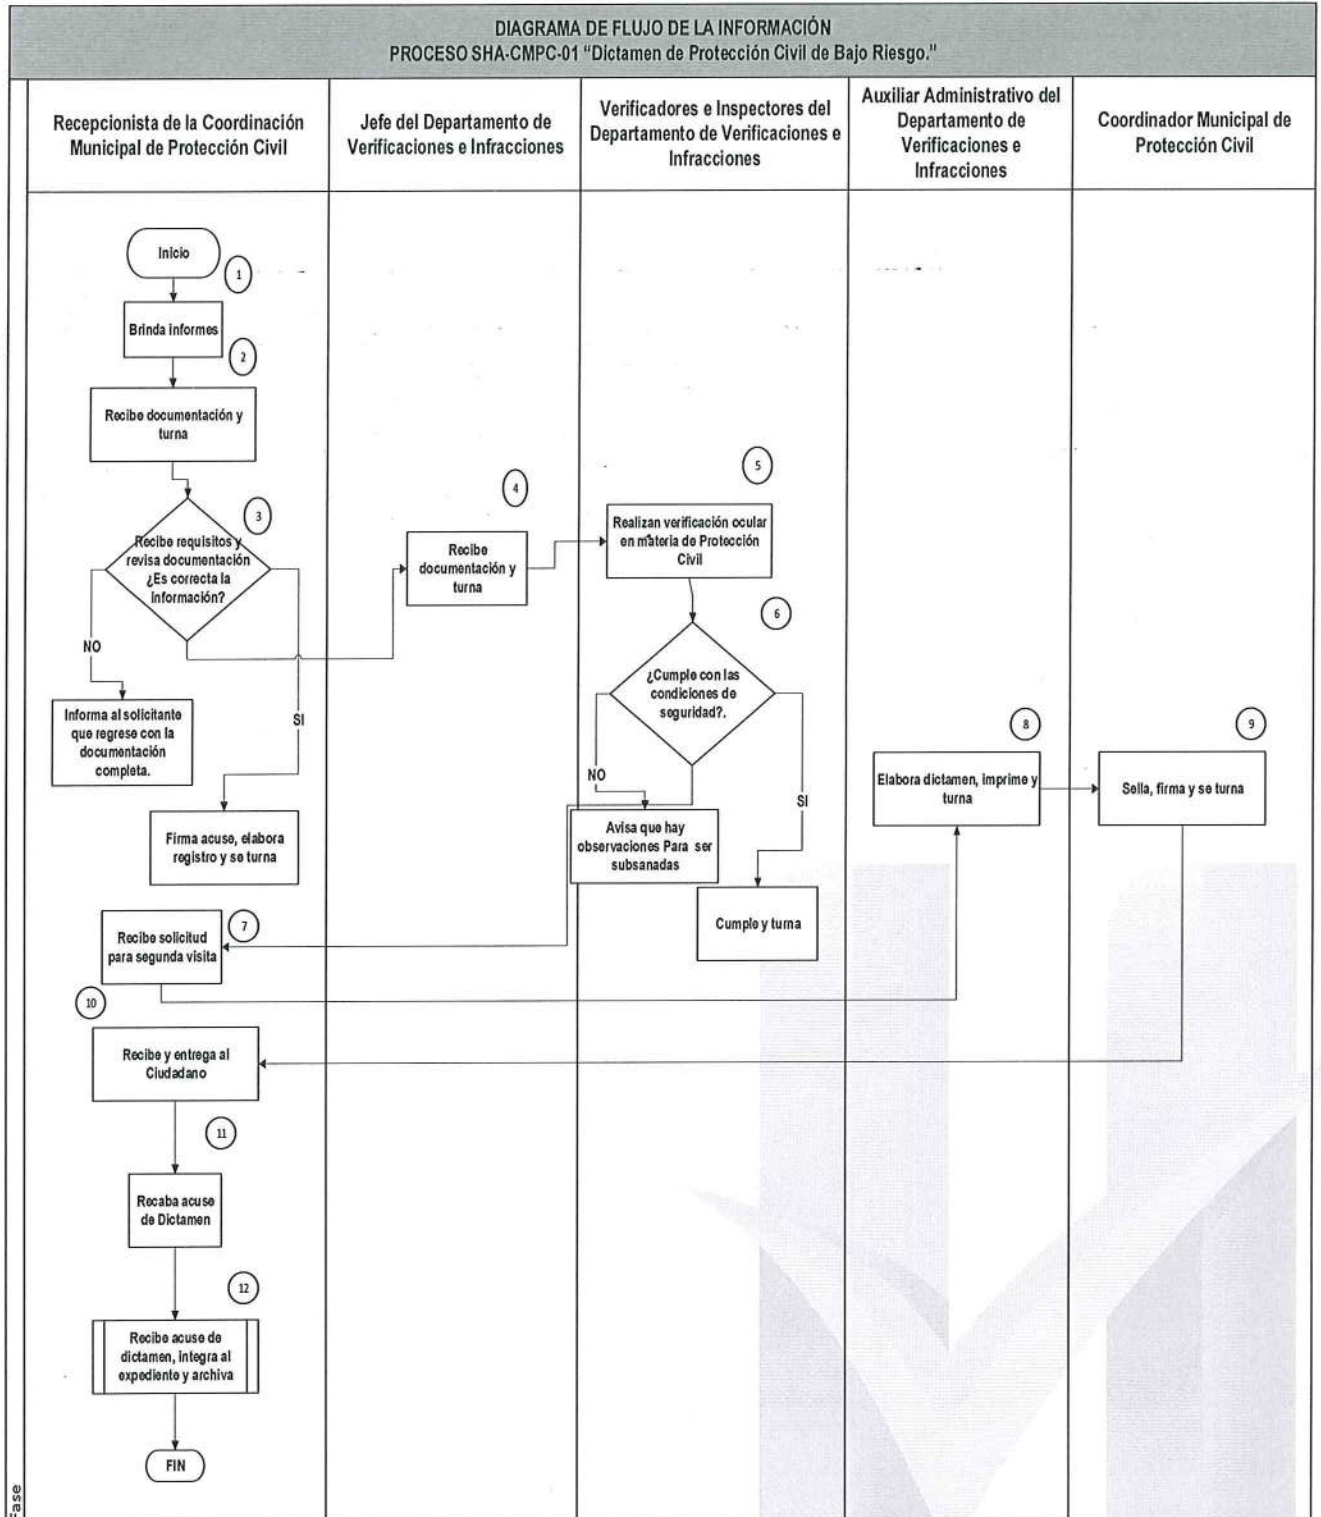 DIAGRAMA DE FLUJO DE LA INFORMACIÓN
PROCESO SHA-CMPC-01 “Dictamen de Protección Civil de Bajo Riesgo.”
Recepcionista de la Coordinación
Municipal de Protección Civil
Jefe del Departamento de
Verificaciones e Infracciones
Verificadores e Inspectores del
Departamento de Verificaciones e
Infracciones
Auxiliar Administrativo del
Departamento de
Verificaciones e
Infracciones
Coordinador Municipal de
Protección Civil
Inicio
1
Brinda informes
2
Recibe documentación y
turna
3
Recibe requisitos y
revisa documentación
¿Es correcta la
información?
NO
Informa al solicitante
que regrese con la
documentación
completa.
SI
Firma acuse, elabora
registro y se turna
4
Recibe
documentación y
turna
5
Realizan verificación ocular
en materia de Protección
Civil
6
¿Cumple con las
condiciones de
seguridad?.
NO
Avisa que hay
observaciones Para ser
subsanadas
SI
Cumple y turna
7
Recibe solicitud
para segunda visita
8
Elabora dictamen, imprime y
turna
9
Sella, firma y se turna
10
Recibe y entrega al
Ciudadano
11
Recaba acuse
de Dictamen
12
Recibe acuse de
dictamen, integra al
expediente y archiva
FIN
Fase